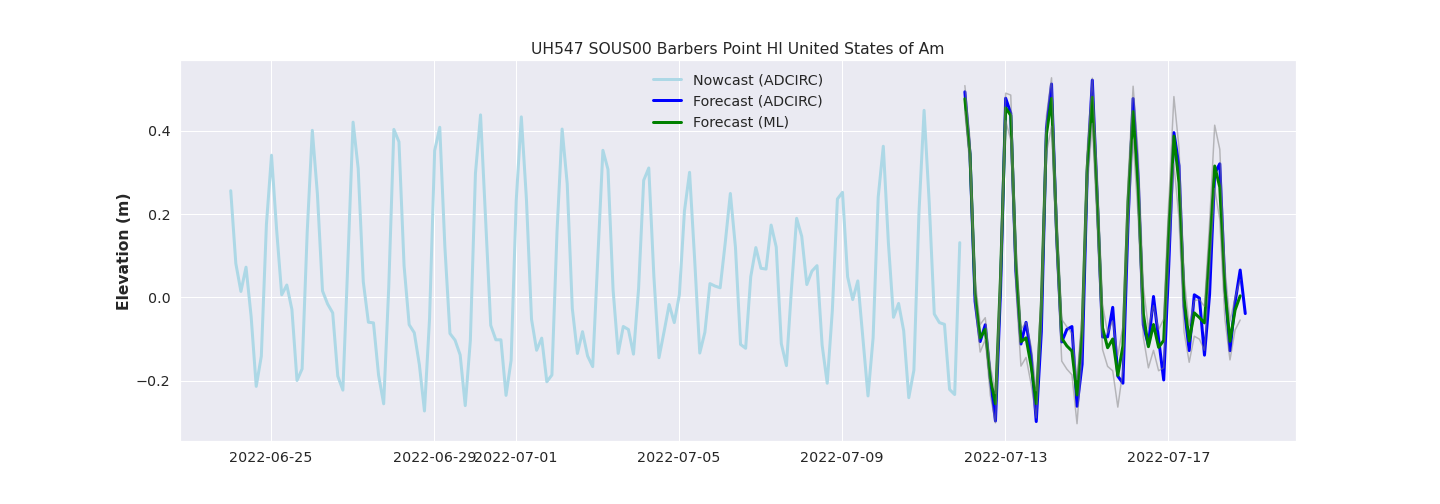 UH547 SOUS00 Barbers Point HI United States of Am
Nowcast (ADCIRC)
Forecast (ADCIRC)
Forecast (ML)
Elevation (m)
0.4
0.2
0.0
−0.2
2022-06-25
2022-06-29
2022-07-01
2022-07-05
2022-07-09
2022-07-13
2022-07-17